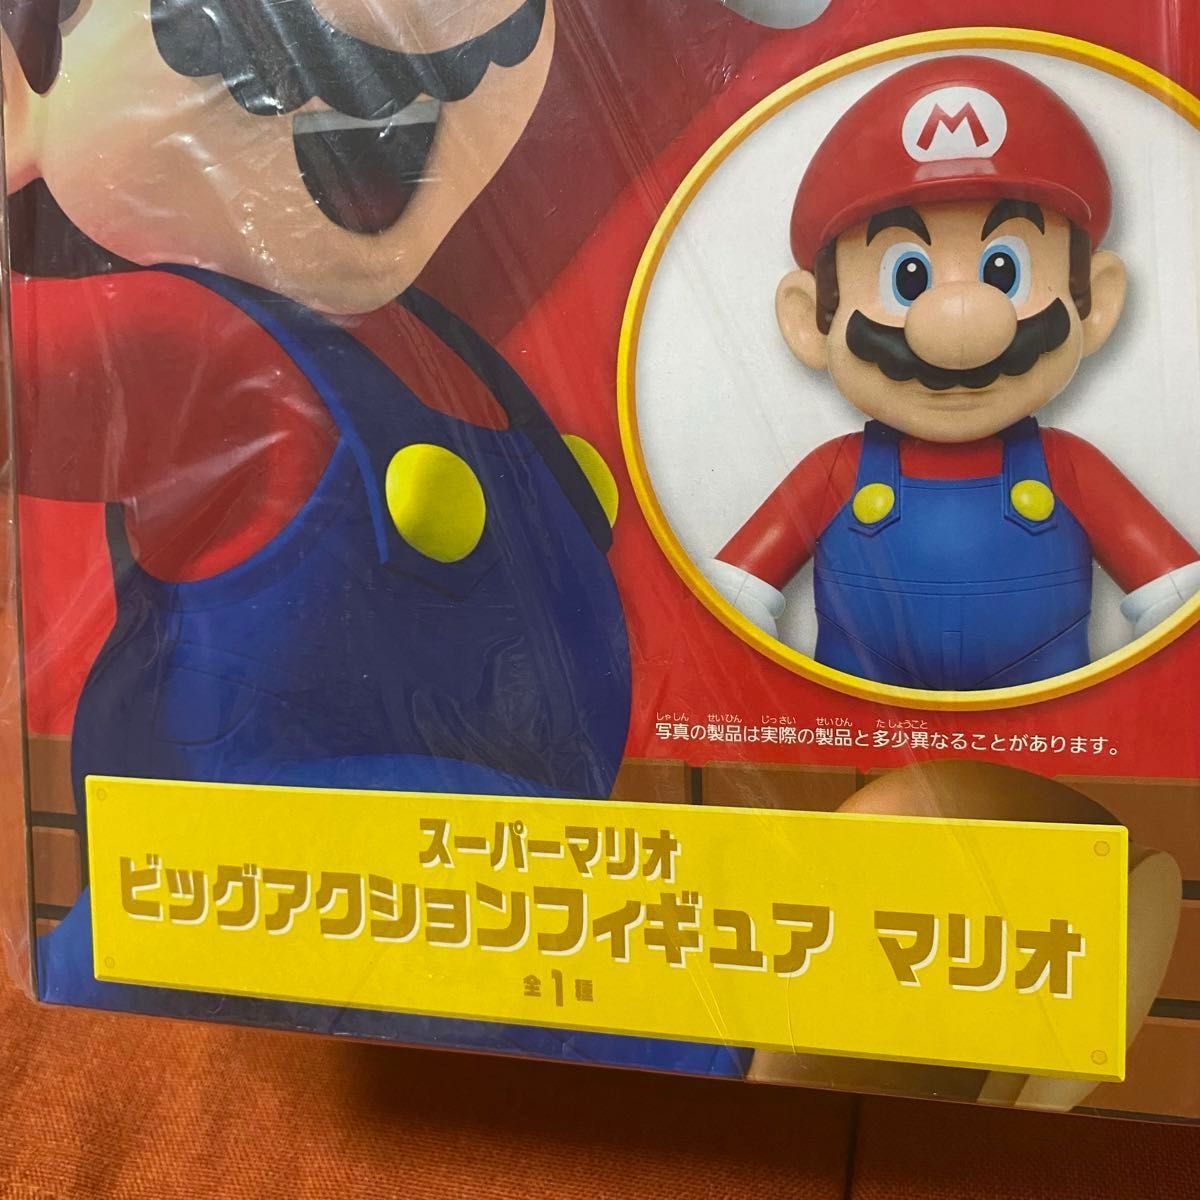 M
しゃしん せいひん じっさい せいひん たしょうこと
写真の製品は実際の製品と多少異なることがあります。
スーパーマリオ
ビッグアクションフィギュア マリオ
全1種